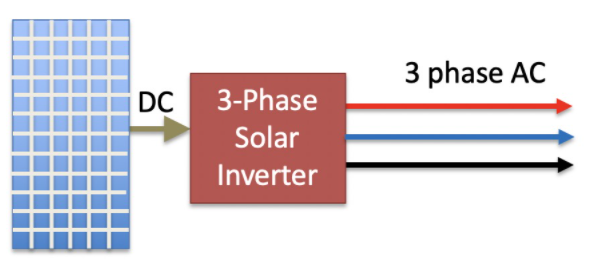 3 phase AC
DC
3-Phase
Solar
Inverter